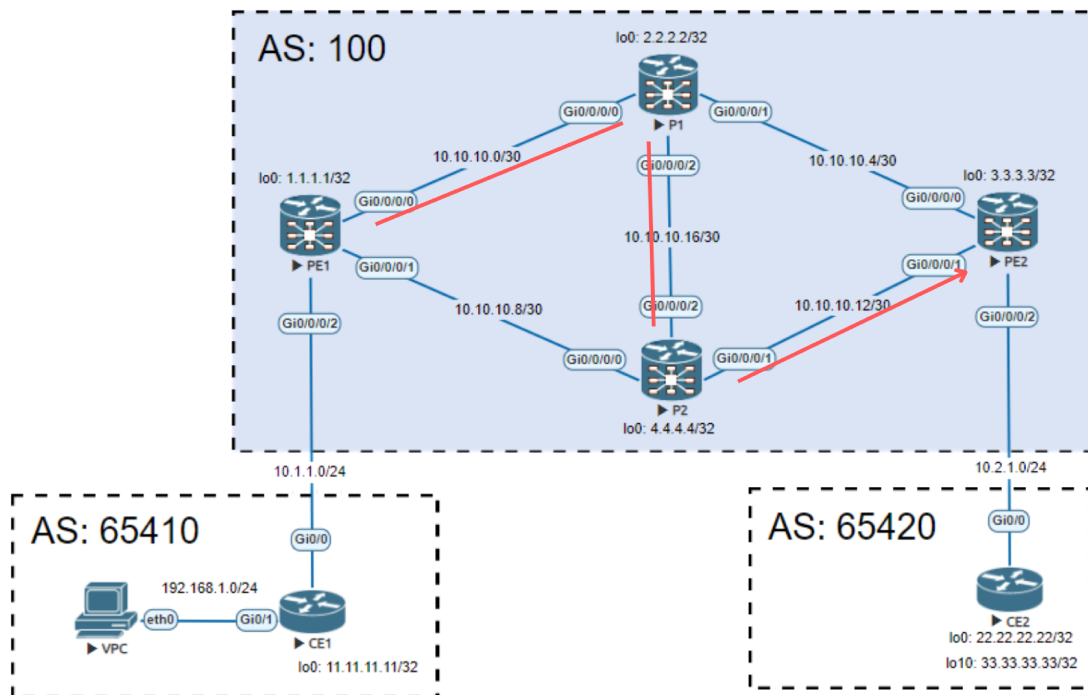 AS: 100
lo0: 2.2.2.2/32
P1
Gi0/0/0/0
Gi0/0/0/1
10.10.10.0/30
10.10.10.4/30
Gi0/0/0/2
lo0: 1.1.1.1/32
lo0: 3.3.3.3/32
Gi0/0/0/0
Gi0/0/0/0
PE1
10.10.10.16/30
PE2
Gi0/0/0/1
Gi0/0/0/1
10.10.10.8/30
10.10.10.12/30
Gi0/0/0/2
Gi0/0/0/2
Gi0/0/0/2
Gi0/0/0/0
Gi0/0/0/1
P2
lo0: 4.4.4.4/32
10.1.1.0/24
10.2.1.0/24
AS: 65410
Gi0/0
192.168.1.0/24
eth0
Gi0/1
VPC
CE1
lo0: 11.11.11.11/32
AS: 65420
Gi0/0
CE2
lo0: 22.22.22.22/32
lo10: 33.33.33.33/32